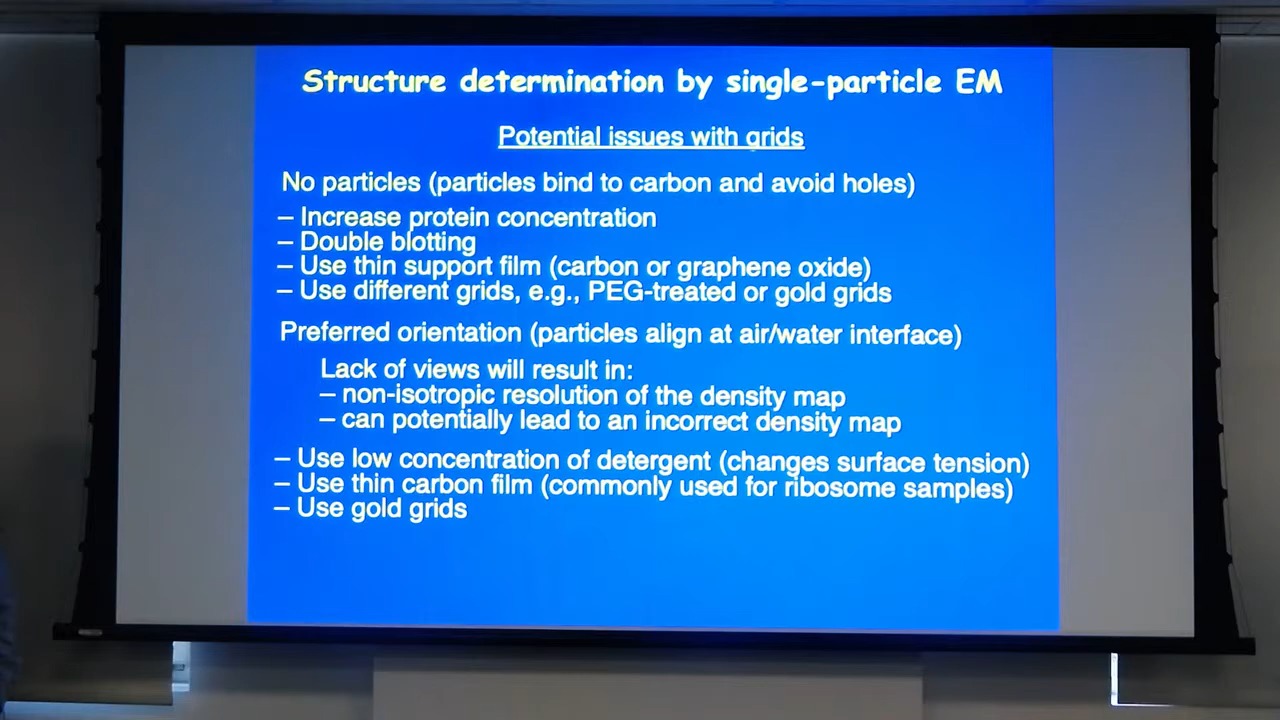 Structure determination by single-particle EM
Potential issues with grids
No particles (particles bind to carbon and avoid holes)
– Increase protein concentration
– Double blotting
– Use thin support film (carbon or graphene oxide)
– Use different grids, e.g., PEG-treated or gold grids
Preferred orientation (particles align at air/water interface)
Lack of views will result in:
– non-isotropic resolution of the density map
– can potentially lead to an incorrect density map
– Use low concentration of detergent (changes surface tension)
– Use thin carbon film (commonly used for ribosome samples)
– Use gold grids